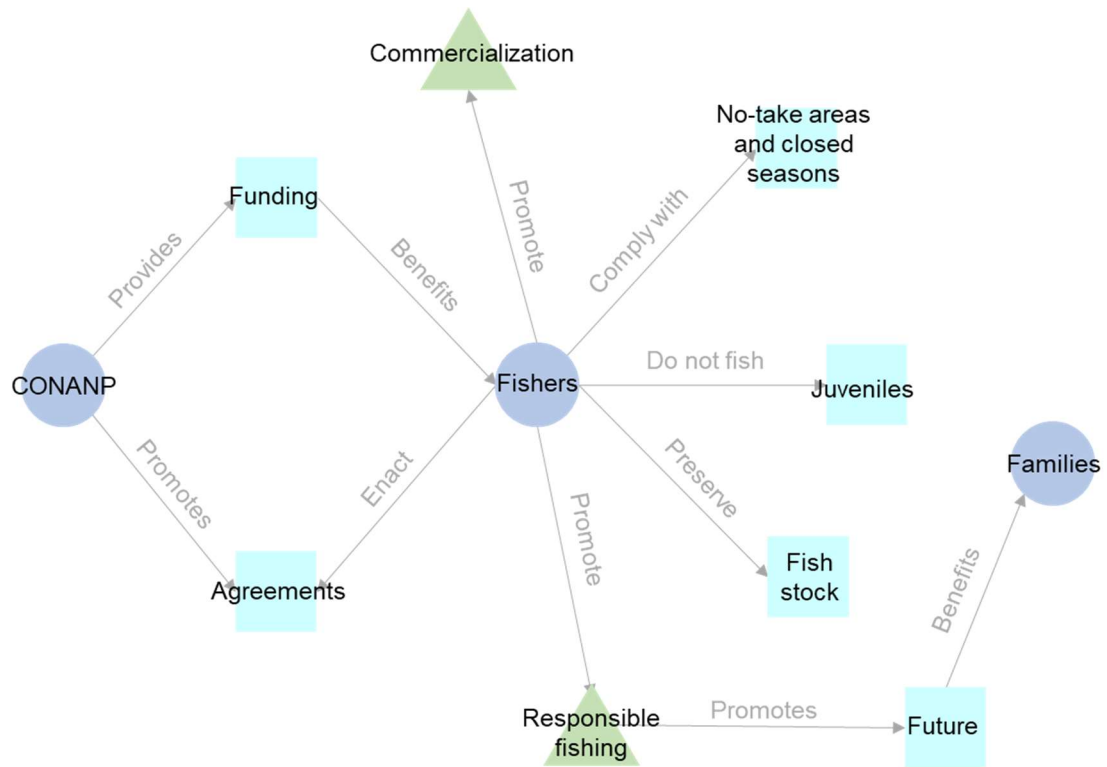 Commercialization
No-take areas
and closed
seasons
Funding
Promote
Comply with
Provides
Benefits
CONANP
Fishers
Do not fish
Juveniles
Promotes
Enact
Preserve
Families
Promote
Agreements
Fish
stock
Benefits
Responsible
fishing
Promotes
Future